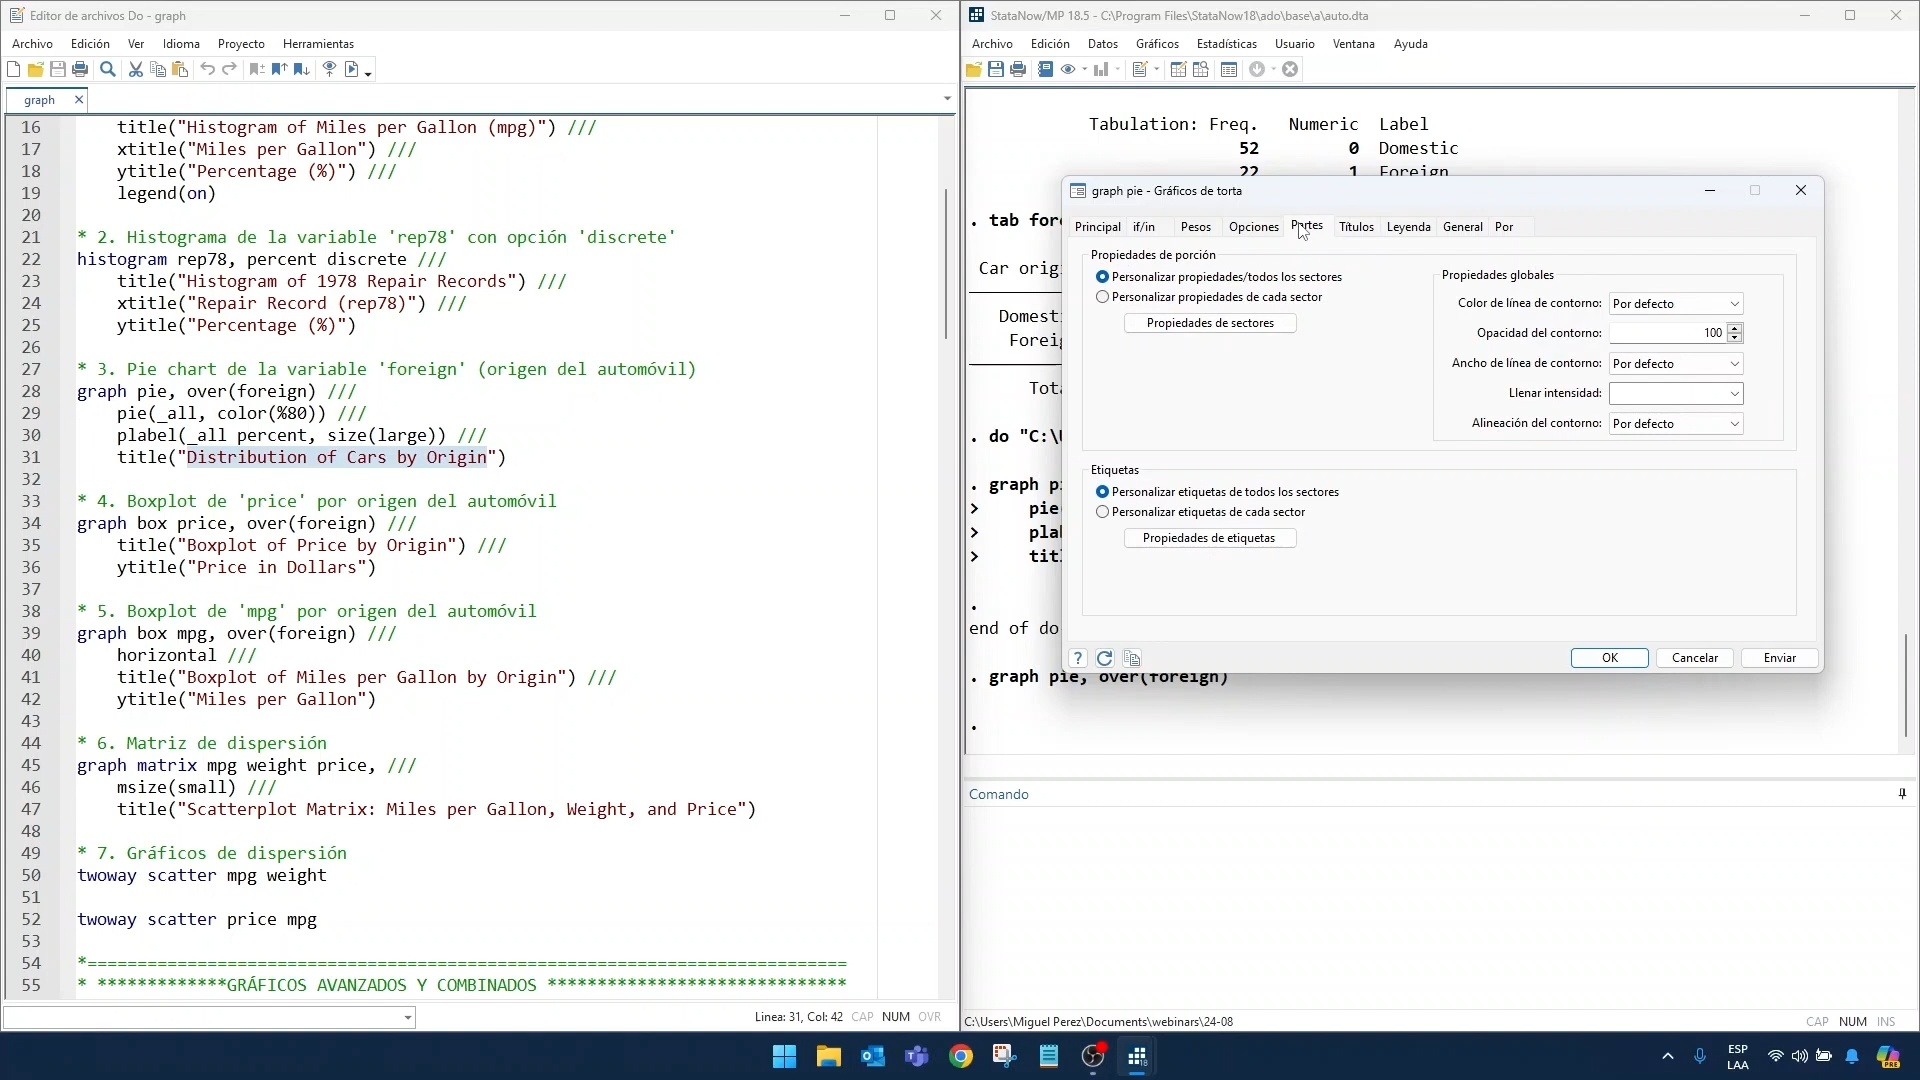 Editor de archivos Do - graph
Archivo Edición Ver Idioma Proyecto Herramientas
graph
16 title("Histogram of Miles per Gallon (mpg)") ///
17 xtitle("Miles per Gallon") ///
18 ytitle("Percentage (%)") ///
19 legend(on)
20
21 * 2. Histograma de la variable 'rep78' con opción 'discrete'
22 histogram rep78, percent discrete ///
23 title("Histogram of 1978 Repair Records") ///
24 xtitle("Repair Record (rep78)") ///
25 ytitle("Percentage (%)")
26
27 * 3. Pie chart de la variable 'foreign' (origen del automóvil)
28 graph pie, over(foreign) ///
29 pie(_all, color(%80)) ///
30 plabel(_all percent, size(large)) ///
31 title("Distribution of Cars by Origin")
32
33 * 4. Boxplot de 'price' por origen del automóvil
34 graph box price, over(foreign) ///
35 title("Boxplot of Price by Origin") ///
36 ytitle("Price in Dollars")
37
38 * 5. Boxplot de 'mpg' por origen del automóvil
39 graph box mpg, over(foreign) ///
40 horizontal ///
41 title("Boxplot of Miles per Gallon by Origin") ///
42 ytitle("Miles per Gallon")
43
44 * 6. Matriz de dispersión
45 graph matrix mpg weight price, ///
46 msize(small) ///
47 title("Scatterplot Matrix: Miles per Gallon, Weight, and Price")
48
49 * 7. Gráficos de dispersión
50 twoway scatter mpg weight
51
52 twoway scatter price mpg
53
54 *============================================================================
55 * *************GRÁFICOS AVANZADOS Y COMBINADOS ******************************
Linea: 31, Col: 42 CAP NUM OVR
StataNow/MP 18.5 - C:\Program Files\StataNow18\ado\base\a\auto.dta
Archivo Edición Datos Gráficos Estadísticas Usuario Ventana Ayuda
Tabulation: Freq. Numeric Label
52 0 Domestic
22 1 Foreign
. tab fore
Car orig
Domest
Foreig
Tota
. do "C:\U
. graph pi
> pie
> plab
> titl
.
end of do
. graph pie, over(foreign)
.
graph pie - Gráficos de torta
Principal if/in Pesos Opciones Partes Títulos Leyenda General Por
Propiedades de porción
Personalizar propiedades/todos los sectores
Personalizar propiedades de cada sector
Propiedades de sectores
Propiedades globales
Color de línea de contorno: Por defecto
Opacidad del contorno: 100
Ancho de línea de contorno: Por defecto
Llenar intensidad:
Alineación del contorno: Por defecto
Etiquetas
Personalizar etiquetas de todos los sectores
Personalizar etiquetas de cada sector
Propiedades de etiquetas
? OK Cancelar Enviar
Comando
C:\Users\Miguel Perez\Documents\webinars\24-08 CAP NUM INS
ESP
LAA